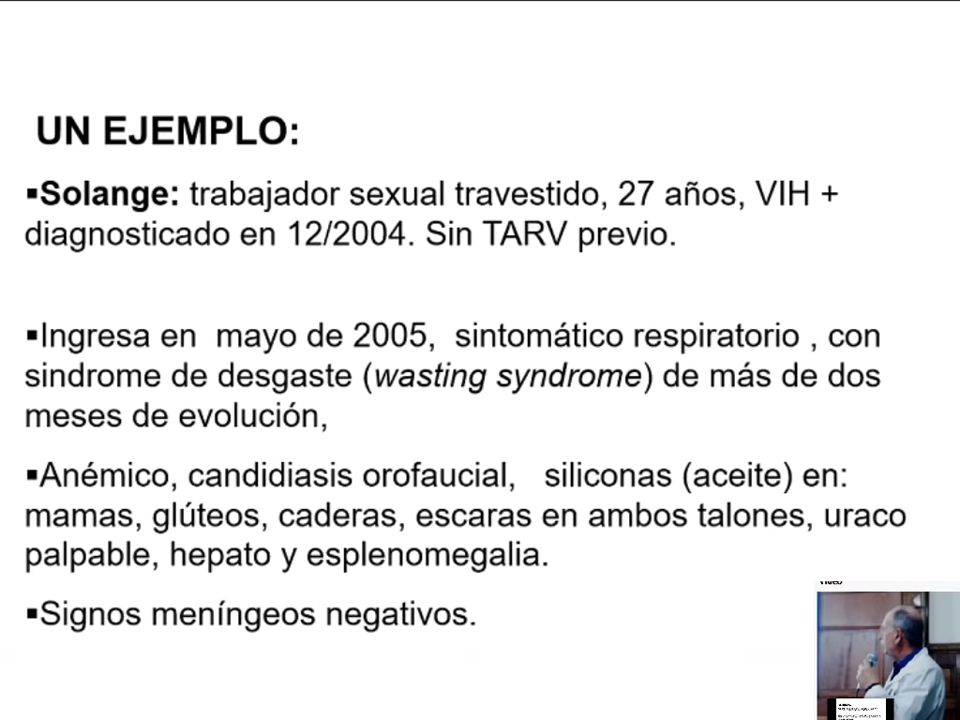 UN EJEMPLO:
▪Solange: trabajador sexual travestido, 27 años, VIH +
diagnosticado en 12/2004. Sin TARV previo.
▪Ingresa en mayo de 2005, sintomático respiratorio , con
sindrome de desgaste (wasting syndrome) de más de dos
meses de evolución,
▪Anémico, candidiasis orofaucial, siliconas (aceite) en:
mamas, glúteos, caderas, escaras en ambos talones, uraco
palpable, hepato y esplenomegalia.
▪Signos meníngeos negativos.